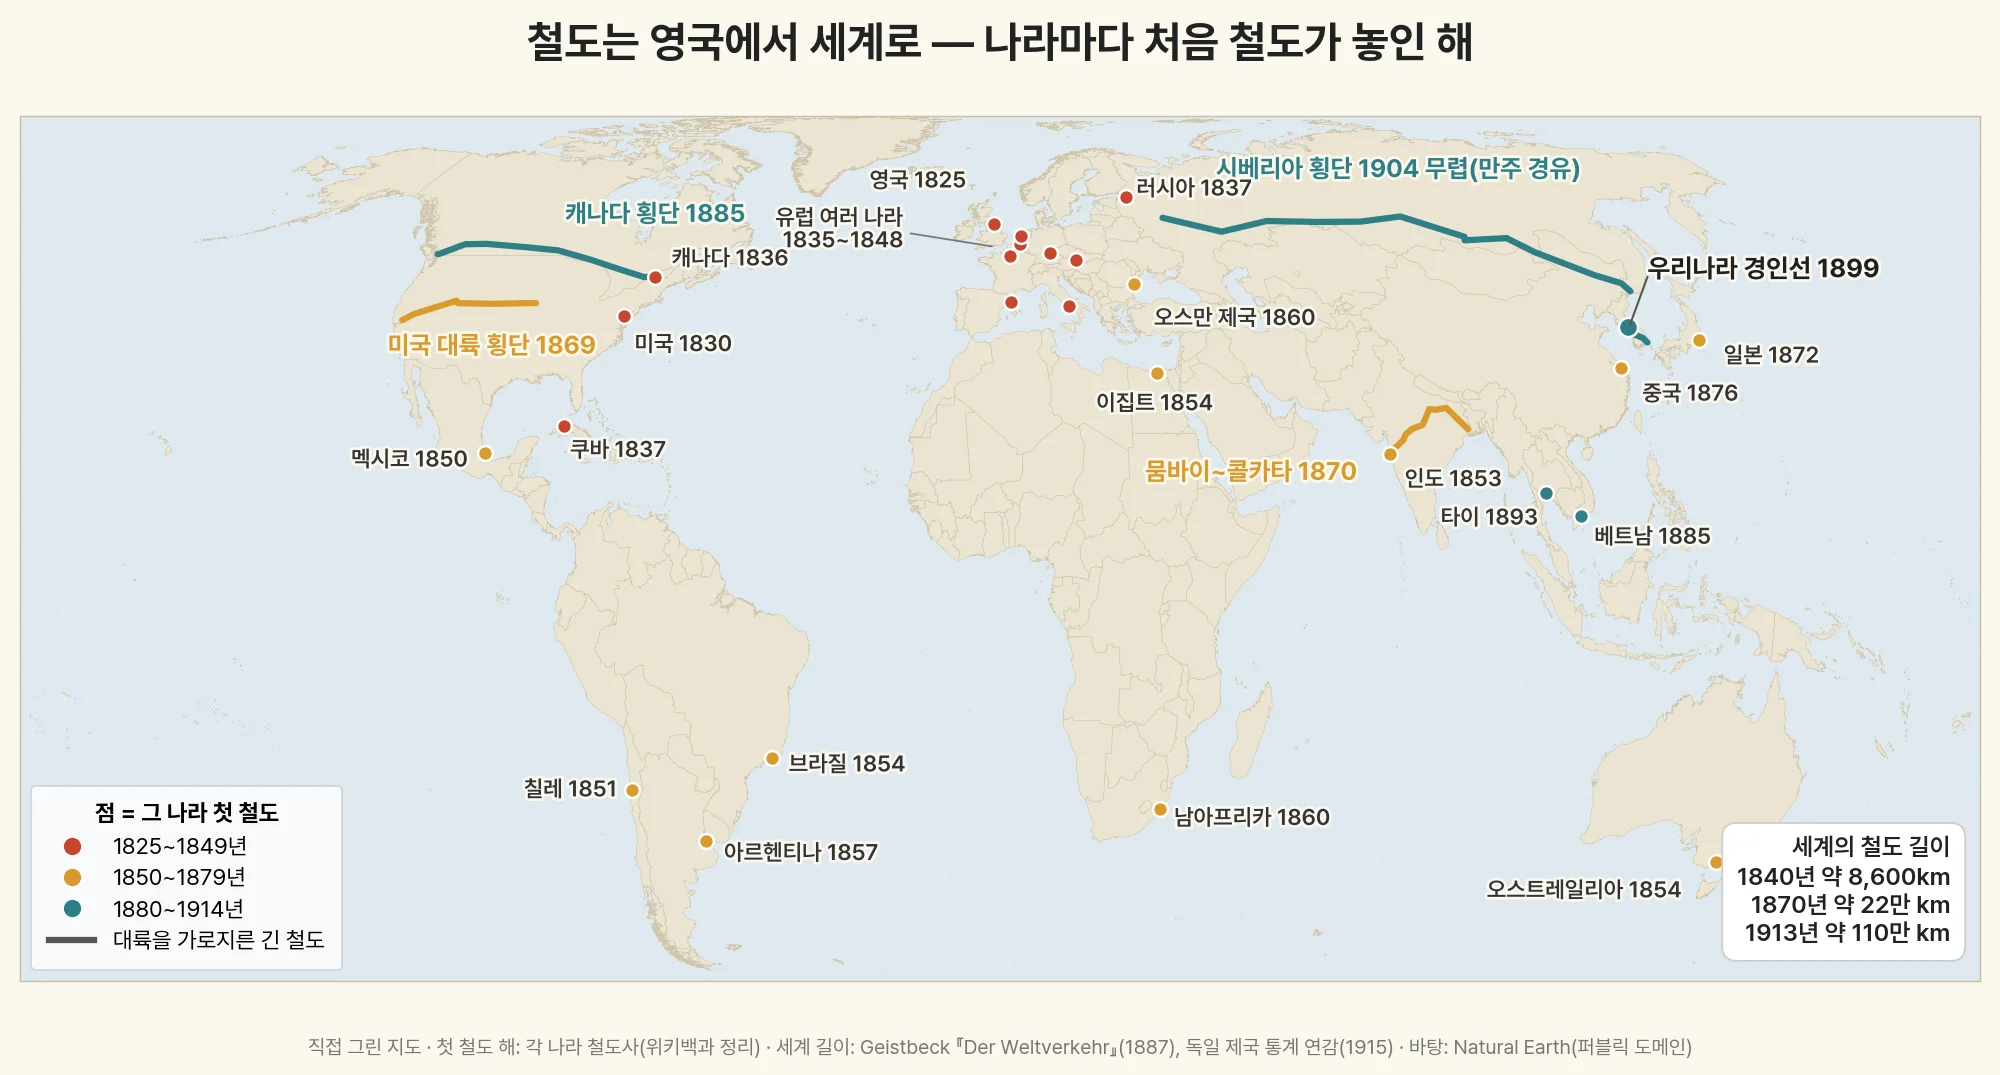 철도는 영국에서 세계로 — 나라마다 처음 철도가 놓인 해
영국 1825
러시아 1837
시베리아 횡단 1904 무렵(만주 경유)
캐나다 횡단 1885
유럽 여러 나라
1835~1848
캐나다 1836
우리나라 경인선 1899
오스만 제국 1860
미국 대륙 횡단 1869
미국 1830
일본 1872
이집트 1854
중국 1876
쿠바 1837
멕시코 1850
뭄바이~콜카타 1870
인도 1853
타이 1893
베트남 1885
브라질 1854
칠레 1851
남아프리카 1860
아르헨티나 1857
오스트레일리아 1854
점 = 그 나라 첫 철도
1825~1849년
1850~1879년
1880~1914년
대륙을 가로지른 긴 철도
세계의 철도 길이
1840년 약 8,600km
1870년 약 22만 km
1913년 약 110만 km
직접 그린 지도 · 첫 철도 해: 각 나라 철도사(위키백과 정리) · 세계 길이: Geistbeck 『Der Weltverkehr』(1887), 독일 제국 통계 연감(1915) · 바탕: Natural Earth(퍼블릭 도메인)